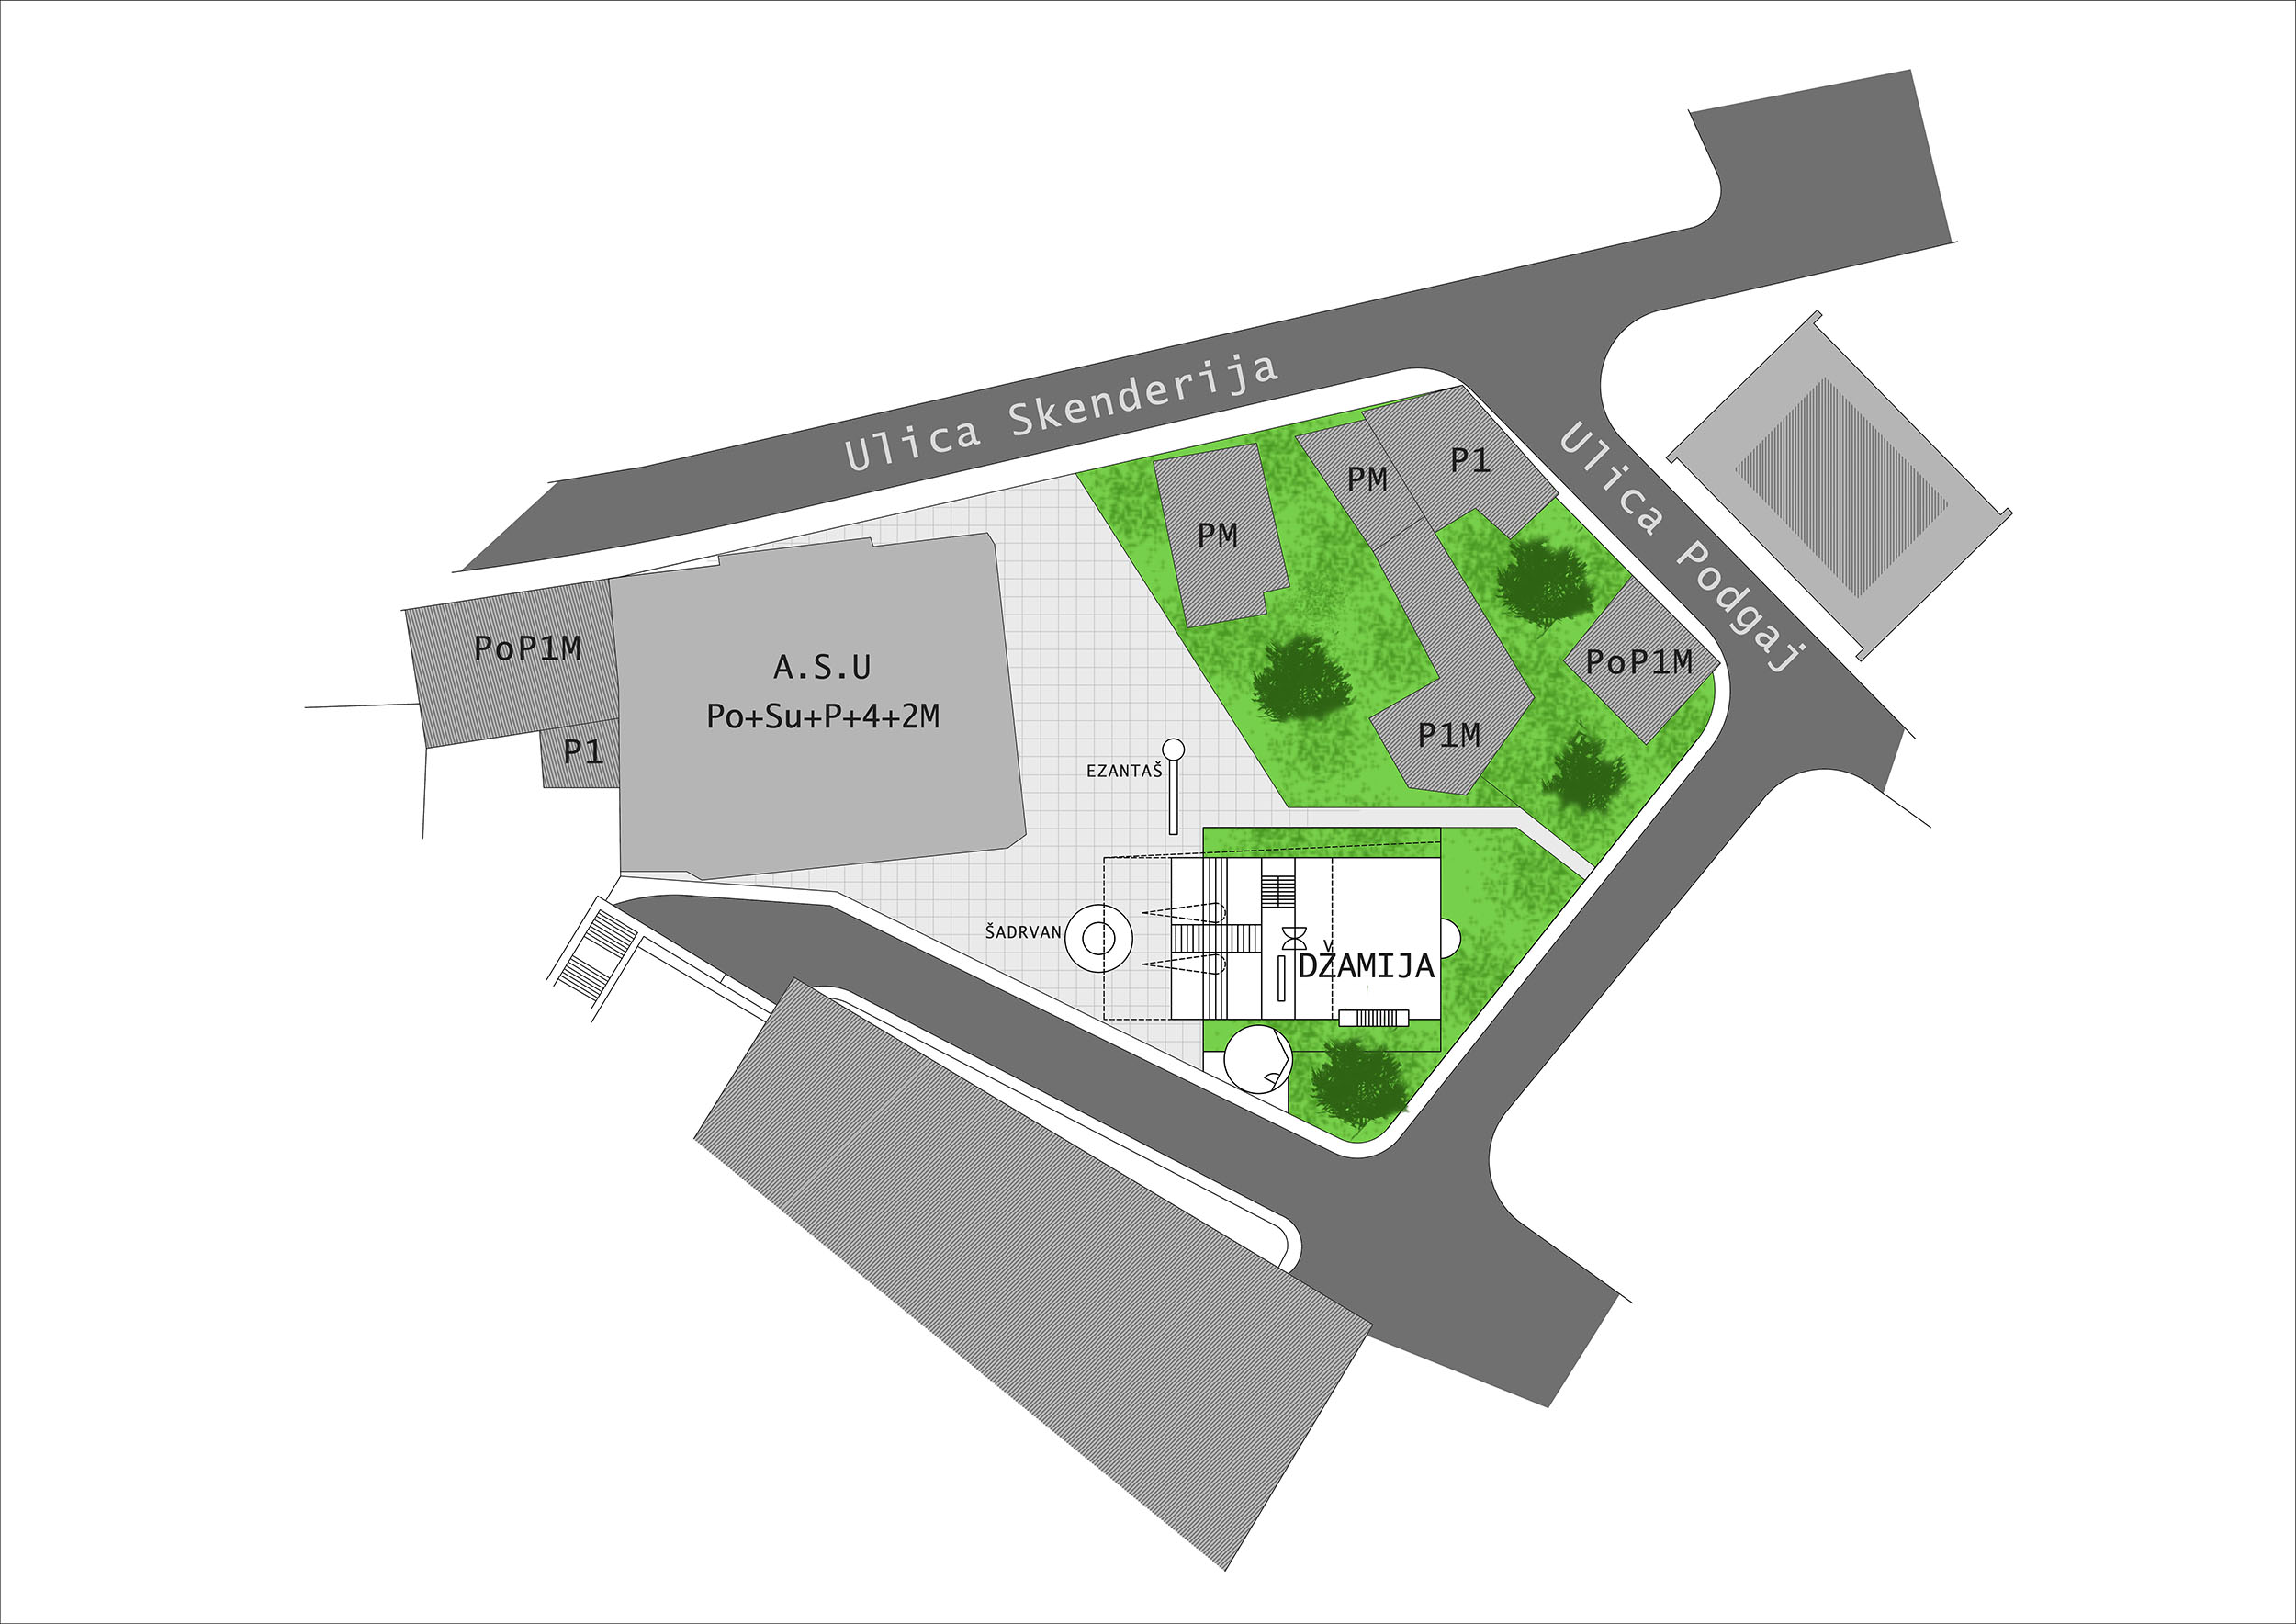 Ulica Skenderija
Ulica Podgaj
P1
PM
PM
PoP1M
PoP1M
A.S.U
Po+Su+P+4+2M
P1
P1M
EZANTAŠ
ŠADRVAN
DŽAMIJA